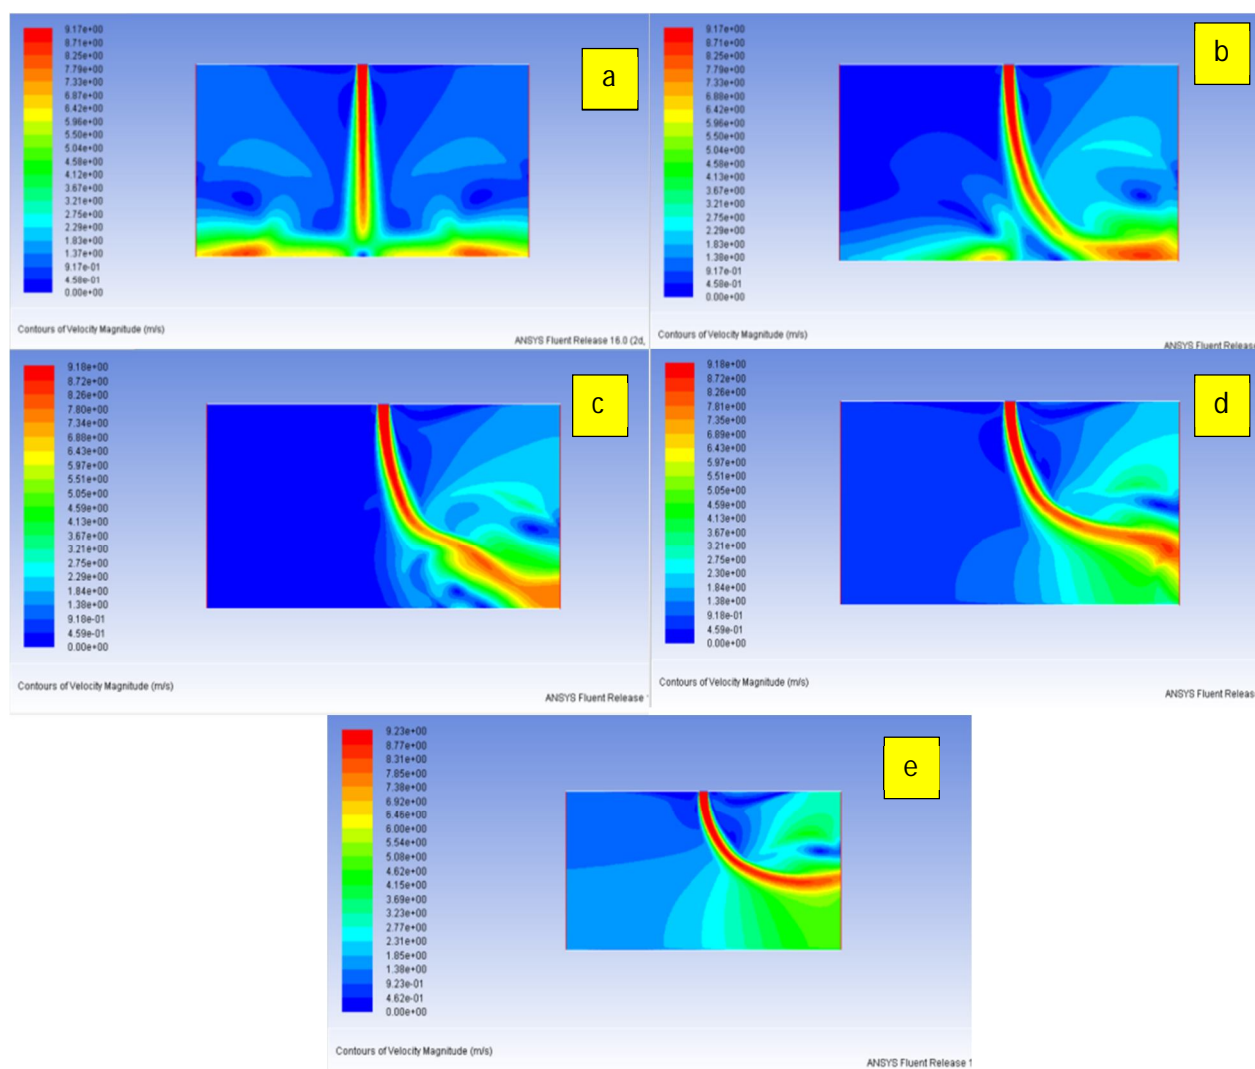 9.17e+00
8.71e+00
8.25e+00
7.79e+00
7.33e+00
6.87e+00
6.42e+00
5.96e+00
5.50e+00
5.04e+00
4.58e+00
4.12e+00
3.67e+00
3.21e+00
2.75e+00
2.29e+00
1.83e+00
1.37e+00
9.17e-01
4.58e-01
0.00e+00
a
Contours of Velocity Magnitude (m/s)
ANSYS Fluent Release 16.0 (2d,
9.17e+00
8.71e+00
8.25e+00
7.79e+00
7.33e+00
6.88e+00
6.42e+00
5.96e+00
5.50e+00
5.04e+00
4.58e+00
4.13e+00
3.67e+00
3.21e+00
2.75e+00
2.29e+00
1.83e+00
1.38e+00
9.17e-01
4.58e-01
0.00e+00
b
Contours of Velocity Magnitude (m/s)
ANSYS Fluent Release
9.18e+00
8.72e+00
8.26e+00
7.80e+00
7.34e+00
6.88e+00
6.43e+00
5.97e+00
5.51e+00
5.05e+00
4.59e+00
4.13e+00
3.67e+00
3.21e+00
2.75e+00
2.29e+00
1.84e+00
1.38e+00
9.18e-01
4.59e-01
0.00e+00
c
Contours of Velocity Magnitude (m/s)
ANSYS Fluent Release
9.18e+00
8.72e+00
8.26e+00
7.81e+00
7.35e+00
6.89e+00
6.43e+00
5.97e+00
5.51e+00
5.05e+00
4.59e+00
4.13e+00
3.67e+00
3.21e+00
2.75e+00
2.30e+00
1.84e+00
1.38e+00
9.18e-01
4.59e-01
0.00e+00
d
Contours of Velocity Magnitude (m/s)
ANSYS Fluent Release
9.23e+00
8.77e+00
8.31e+00
7.85e+00
7.38e+00
6.92e+00
6.46e+00
6.00e+00
5.54e+00
5.08e+00
4.62e+00
4.15e+00
3.69e+00
3.23e+00
2.77e+00
2.31e+00
1.85e+00
1.38e+00
9.23e-01
4.62e-01
0.00e+00
e
Contours of Velocity Magnitude (m/s)
ANSYS Fluent Release 1